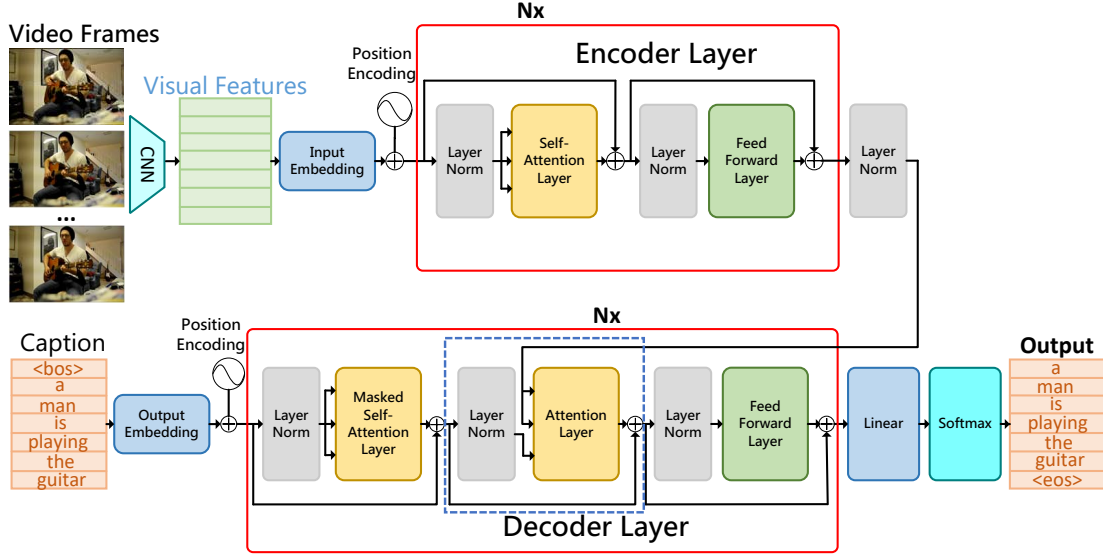 Nx
Video Frames
Encoder Layer
Position
Encoding
Visual Features
CNN
Input
Embedding
Layer
Norm
Self-
Attention
Layer
Layer
Norm
Feed
Forward
Layer
Layer
Norm
...
Nx
Position
Encoding
Caption
<bos>
a
man
is
playing
the
guitar
Output
Embedding
Layer
Norm
Masked
Self-
Attention
Layer
Layer
Norm
Attention
Layer
Layer
Norm
Feed
Forward
Layer
Linear
Softmax
Output
a
man
is
playing
the
guitar
<eos>
Decoder Layer